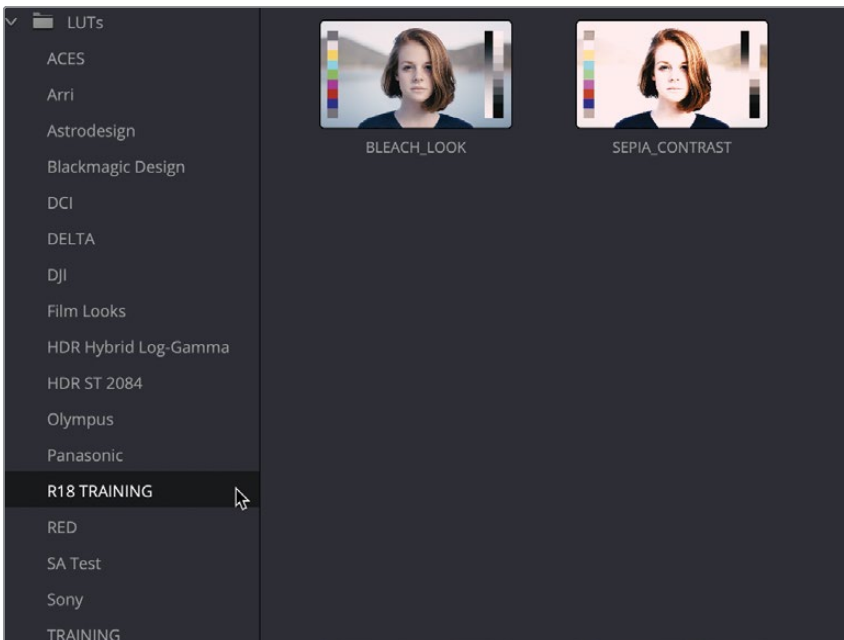 LUTs
ACES
Arri
Astrodesign
Blackmagic Design
DCI
DELTA
DJI
Film Looks
HDR Hybrid Log-Gamma
HDR ST 2084
Olympus
Panasonic
R18 TRAINING
RED
SA Test
Sony
TRAINING
BLEACH_LOOK
SEPIA_CONTRAST